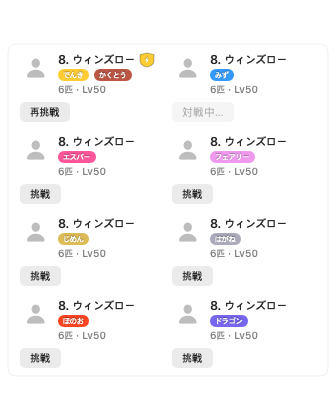 8. ウィンズロー
でんき かくとう
6匹 · Lv50
再挑戦
8. ウィンズロー
みず
6匹 · Lv50
対戦中...
8. ウィンズロー
エスパー
6匹 · Lv50
挑戦
8. ウィンズロー
フェアリー
6匹 · Lv50
挑戦
8. ウィンズロー
じめん
6匹 · Lv50
挑戦
8. ウィンズロー
はがね
6匹 · Lv50
挑戦
8. ウィンズロー
ほのお
6匹 · Lv50
挑戦
8. ウィンズロー
ドラゴン
6匹 · Lv50
挑戦